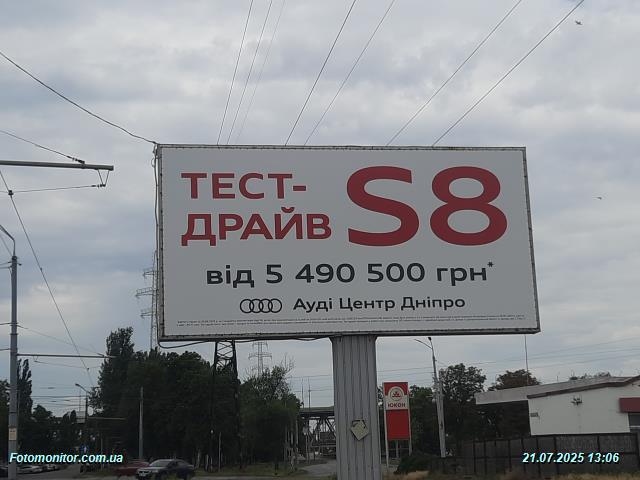 ТЕСТ-
ДРАЙВ S8
від 5 490 500 грн*
Ауді Центр Дніпро
ЮКОН
Fotomonitor.com.ua
21.07.2025 13:06